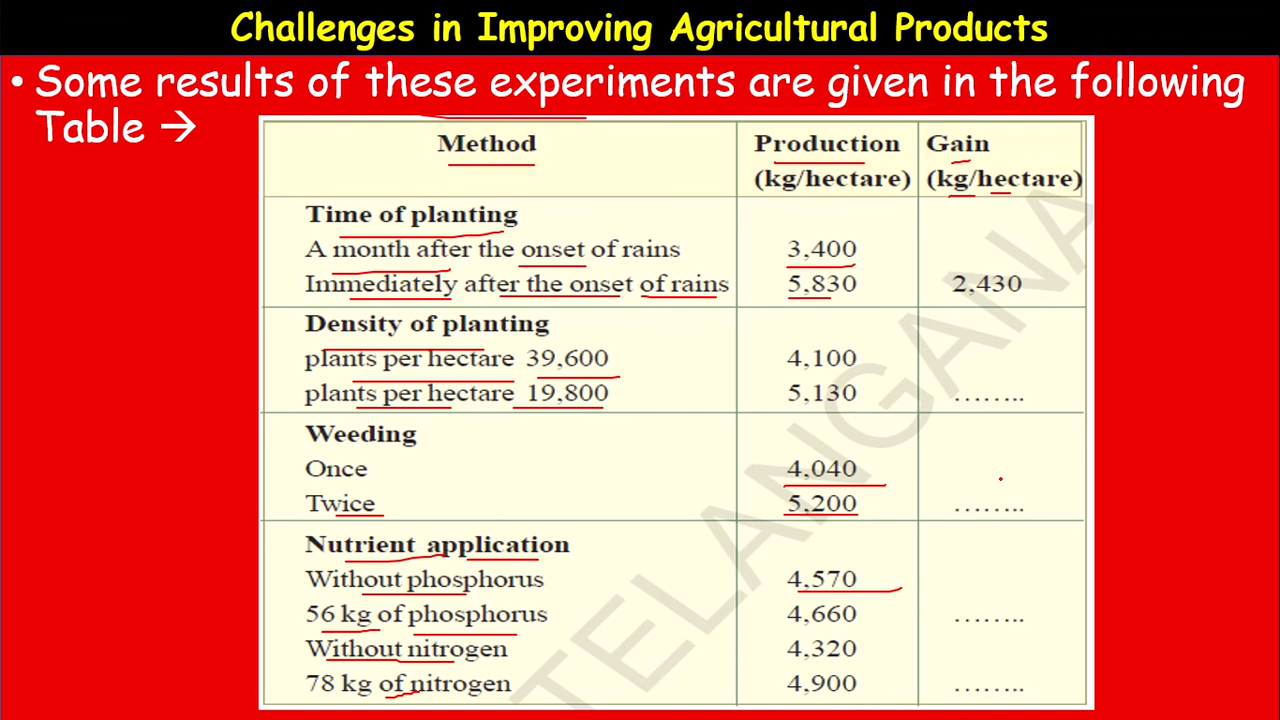 Challenges in Improving Agricultural Products
• Some results of these experiments are given in the following
Table →
Method Production Gain
(kg/hectare) (kg/hectare)
Time of planting
A month after the onset of rains 3,400
Immediately after the onset of rains 5,830 2,430
Density of planting
plants per hectare 39,600 4,100
plants per hectare 19,800 5,130 ……..
Weeding
Once 4,040
Twice 5,200 ……..
Nutrient application
Without phosphorus 4,570
56 kg of phosphorus 4,660 ……..
Without nitrogen 4,320
78 kg of nitrogen 4,900 ……..
TELANGANA